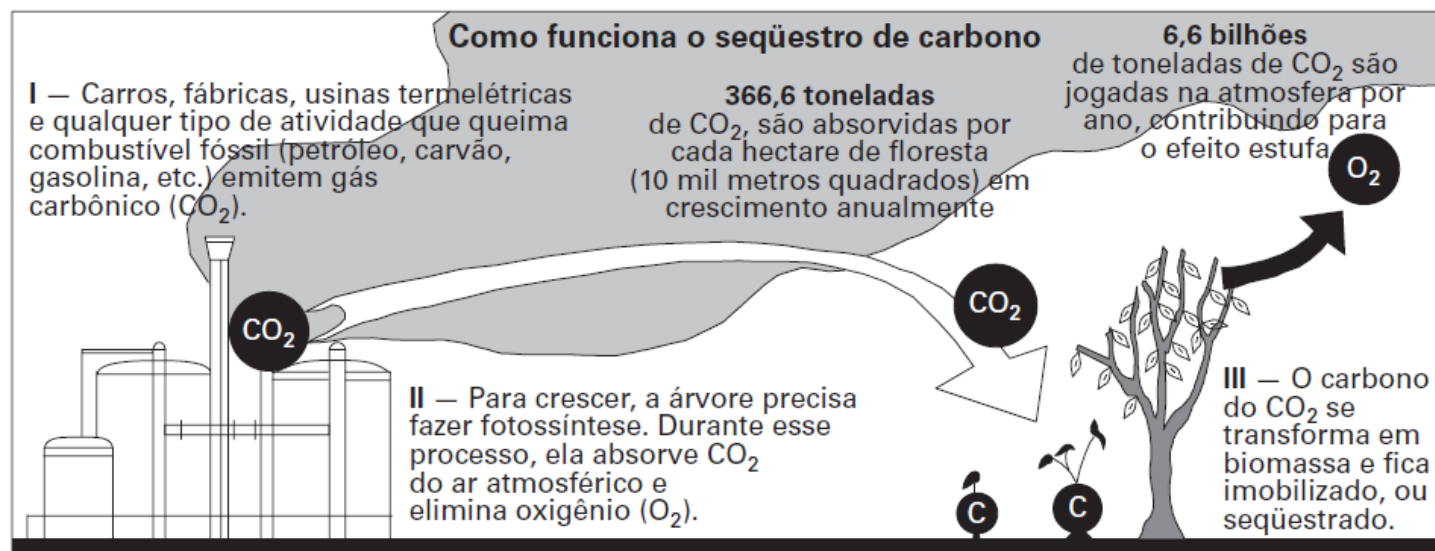 Como funciona o seqüestro de carbono
I — Carros, fábricas, usinas termelétricas
e qualquer tipo de atividade que queima
combustível fóssil (petróleo, carvão,
gasolina, etc.) emitem gás
carbônico (CO₂).
366,6 toneladas
de CO₂, são absorvidas por
cada hectare de floresta
(10 mil metros quadrados) em
crescimento anualmente
6,6 bilhões
de toneladas de CO₂ são
jogadas na atmosfera por
ano, contribuindo para
o efeito estufa
O₂
CO₂
CO₂
II — Para crescer, a árvore precisa
fazer fotossíntese. Durante esse
processo, ela absorve CO₂
do ar atmosférico e
elimina oxigênio (O₂).
C
C
III — O carbono
do CO₂ se
transforma em
biomassa e fica
imobilizado, ou
seqüestrado.